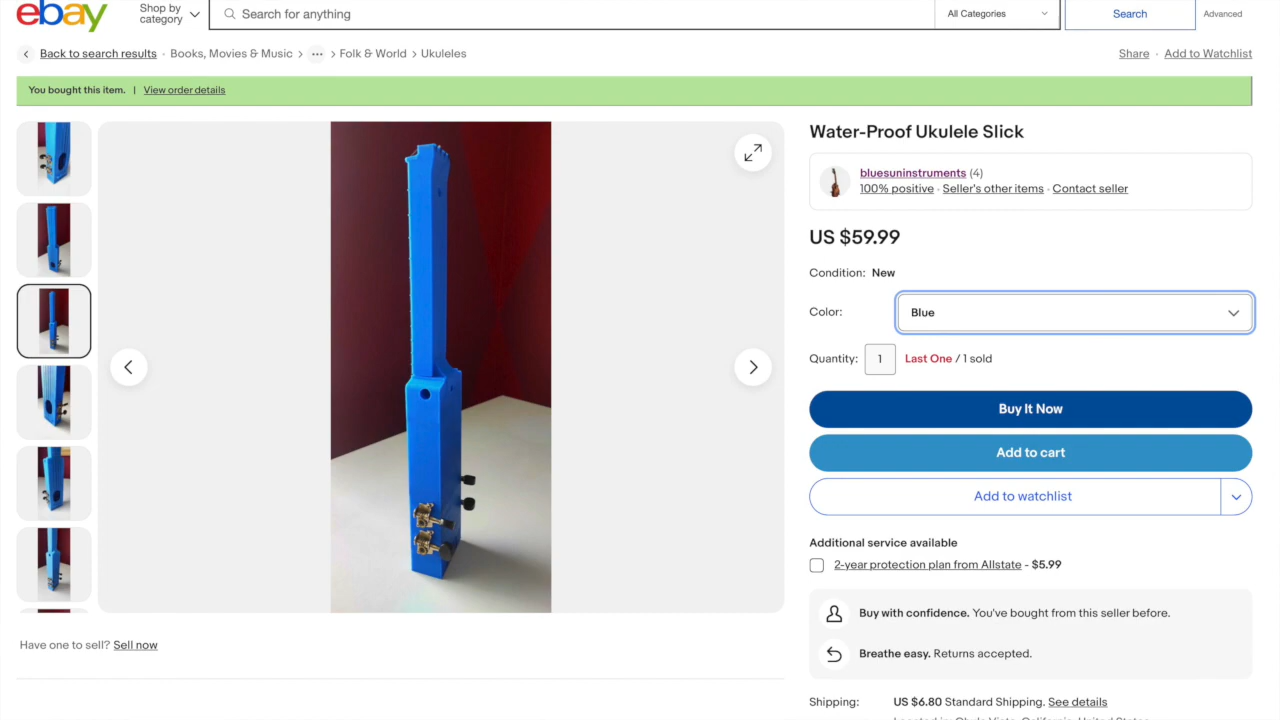 ebay
Shop by
category
Search for anything
All Categories
Search
Advanced
Back to search results · Books, Movies & Music > ··· > Folk & World > Ukuleles
Share · Add to Watchlist
You bought this item. | View order details
Water-Proof Ukulele Slick
bluesuninstruments (4)
100% positive · Seller's other items · Contact seller
US $59.99
Condition: New
Color: Blue
Quantity: 1 Last One / 1 sold
Buy It Now
Add to cart
Add to watchlist
Additional service available
2-year protection plan from Allstate - $5.99
Buy with confidence. You've bought from this seller before.
Breathe easy. Returns accepted.
Have one to sell? Sell now
Shipping: US $6.80 Standard Shipping. See details